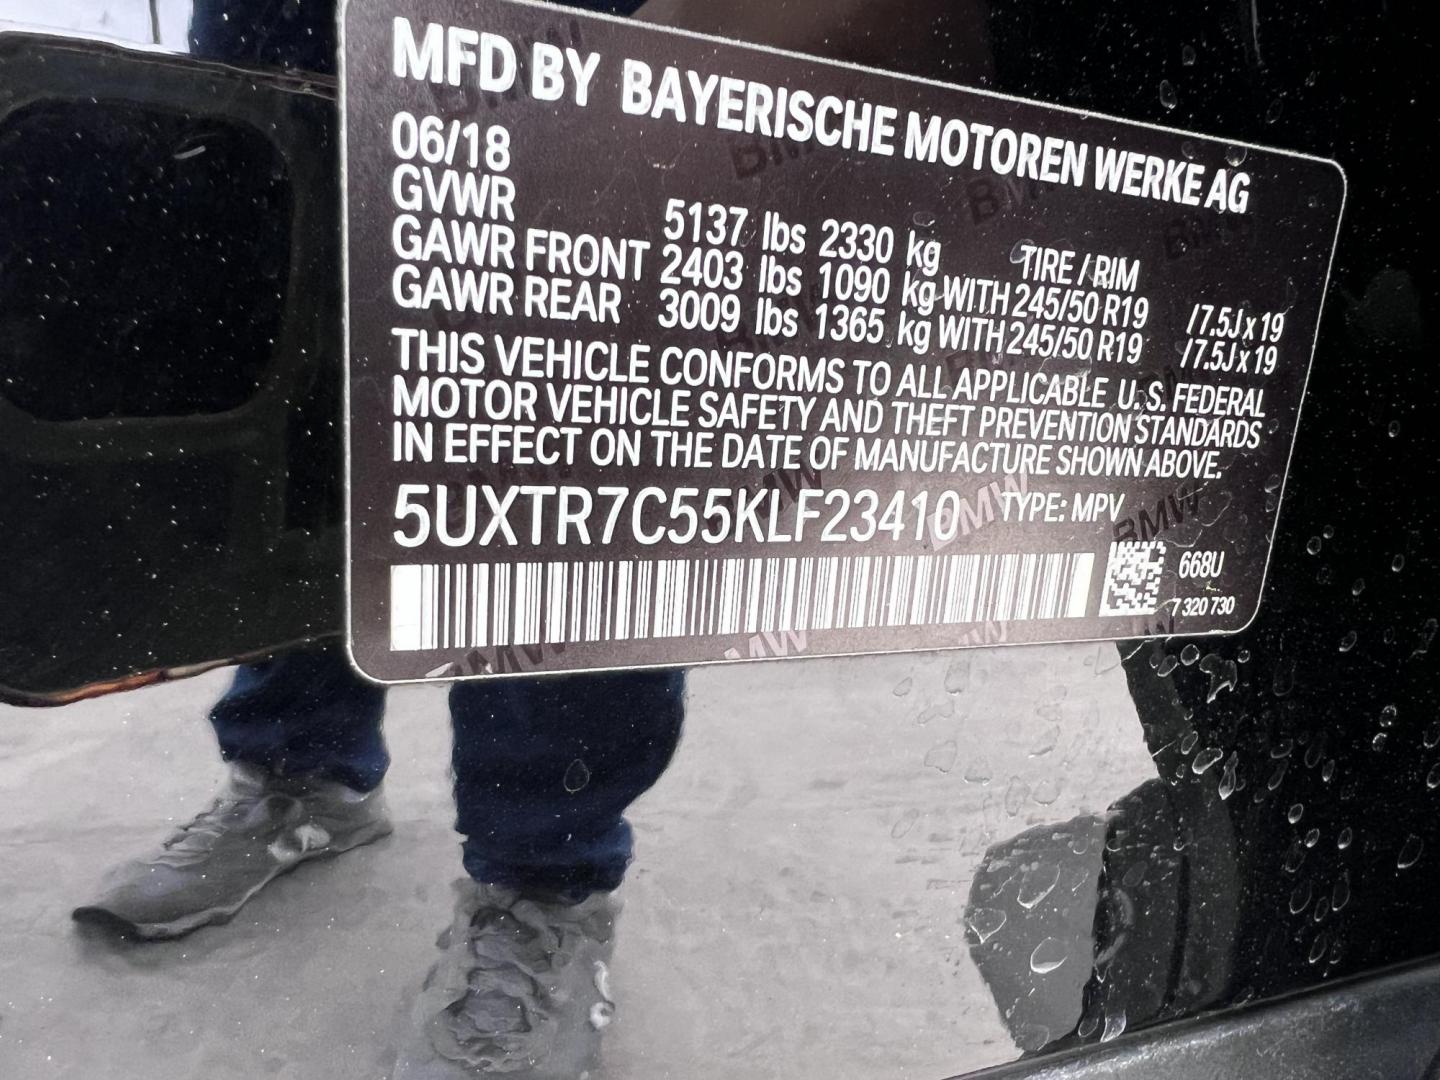 MFD BY BAYERISCHE MOTOREN WERKE AG
06/18
GVWR 5137 lbs 2330 kg TIRE / RIM
GAWR FRONT 2403 lbs 1090 kg WITH 245/50 R19 /7.5J x 19
GAWR REAR 3009 lbs 1365 kg WITH 245/50 R19 /7.5J x 19
THIS VEHICLE CONFORMS TO ALL APPLICABLE U. S. FEDERAL
MOTOR VEHICLE SAFETY AND THEFT PREVENTION STANDARDS
IN EFFECT ON THE DATE OF MANUFACTURE SHOWN ABOVE.
5UXTR7C55KLF23410 TYPE: MPV
668U
7 320 730